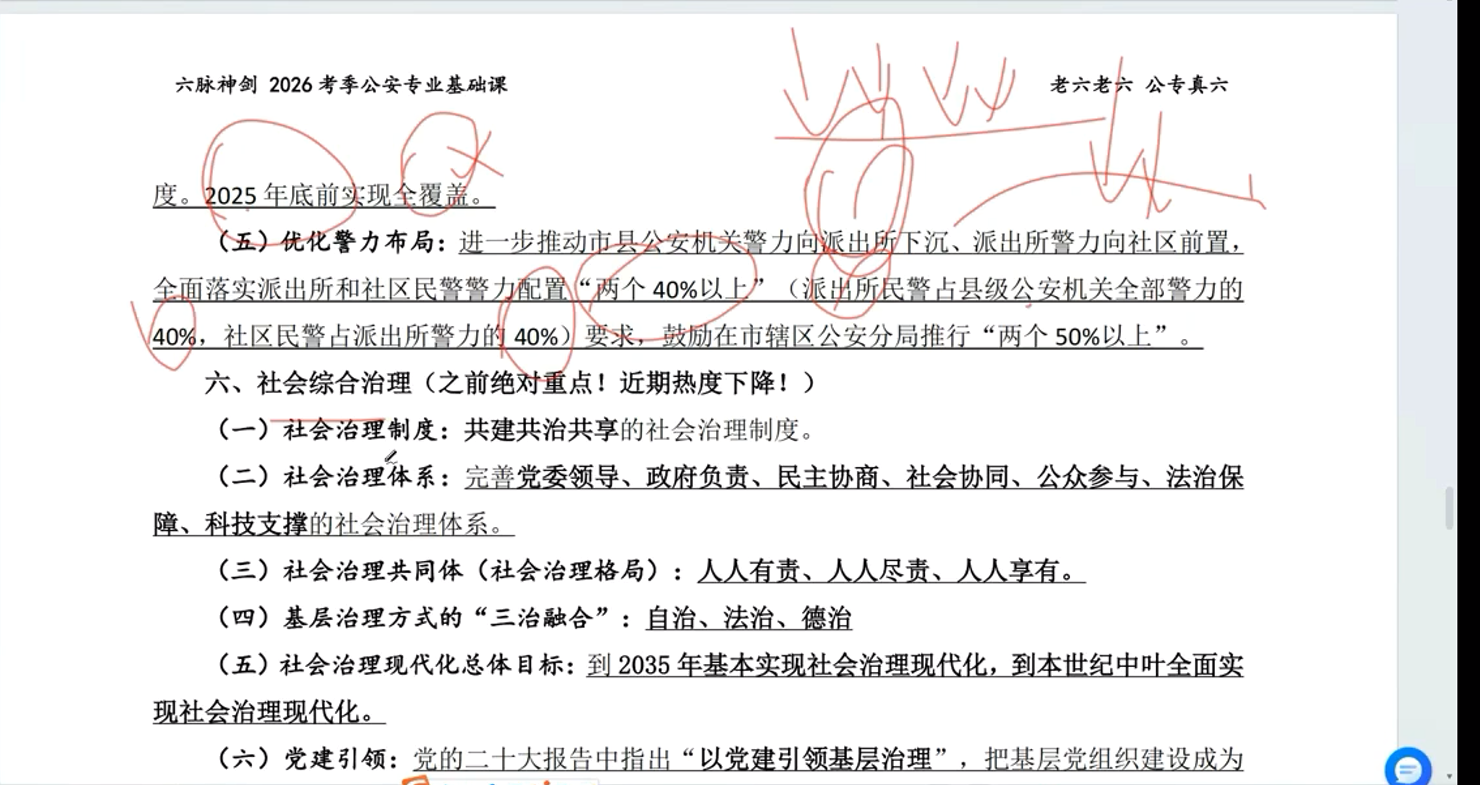 六脉神剑 2026 考季公安专业基础课 老六老六 公专真六
度。2025 年底前实现全覆盖。
（五）优化警力布局：进一步推动市县公安机关警力向派出所下沉、派出所警力向社区前置，
全面落实派出所和社区民警警力配置“两个 40%以上”（派出所民警占县级公安机关全部警力的
40%，社区民警占派出所警力的 40%）要求，鼓励在市辖区公安分局推行“两个 50%以上”。
六、社会综合治理（之前绝对重点！近期热度下降！）
（一）社会治理制度：共建共治共享的社会治理制度。
（二）社会治理体系：完善党委领导、政府负责、民主协商、社会协同、公众参与、法治保
障、科技支撑的社会治理体系。
（三）社会治理共同体（社会治理格局）：人人有责、人人尽责、人人享有。
（四）基层治理方式的“三治融合”：自治、法治、德治
（五）社会治理现代化总体目标：到 2035 年基本实现社会治理现代化，到本世纪中叶全面实
现社会治理现代化。
（六）党建引领：党的二十大报告中指出“以党建引领基层治理”，把基层党组织建设成为